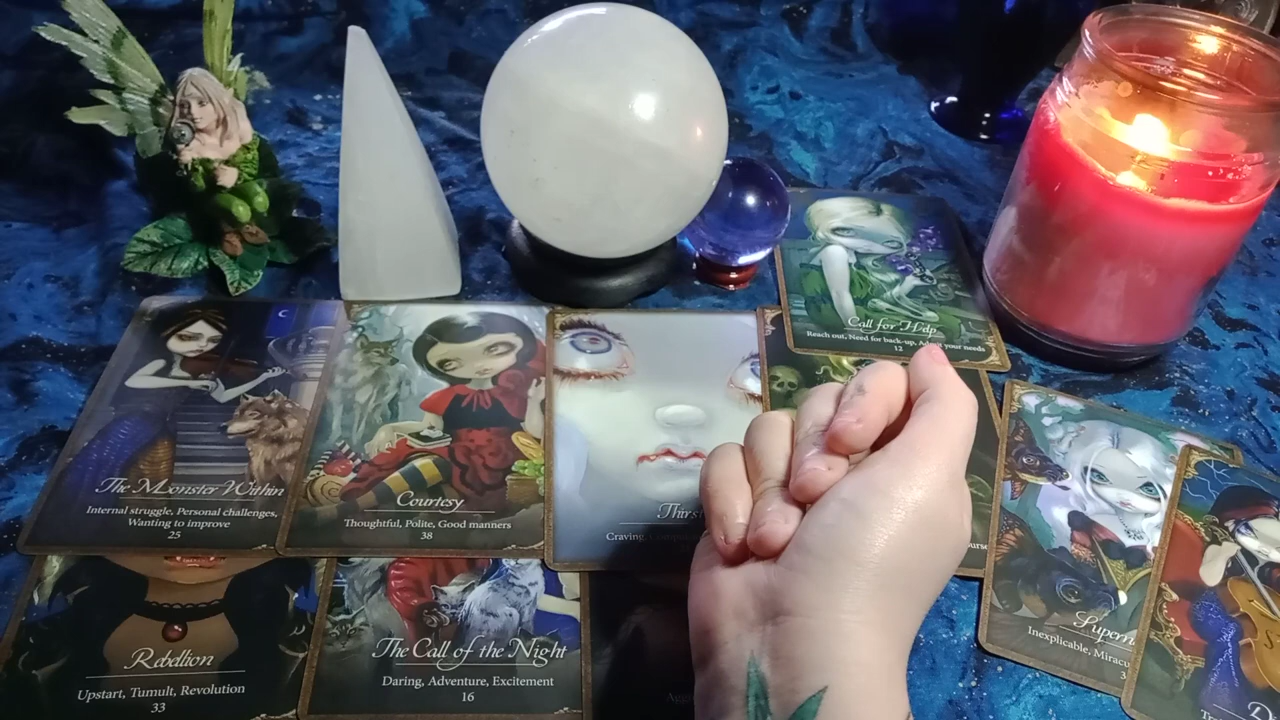 Call for Help
Reach out, Need for back-up, Admit your needs
12
The Monster Within
Internal struggle, Personal challenges,
Wanting to improve
25
Courtesy
Thoughtful, Polite, Good manners
38
Craving,
Rebellion
Upstart, Tumult, Revolution
33
The Call of the Night
Daring, Adventure, Excitement
16
Inexplicable,